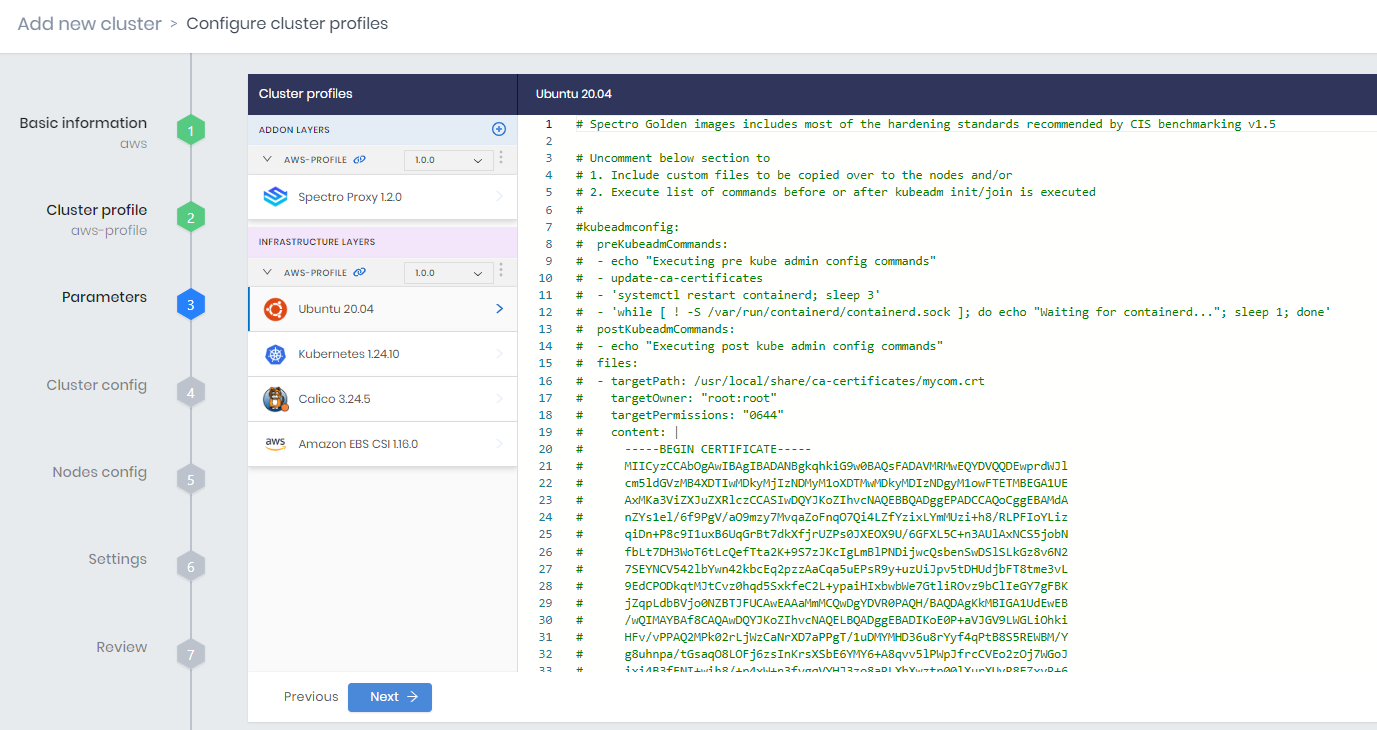 Add new cluster > Configure cluster profiles
Basic information
aws
1
Cluster profile
aws-profile
2
Parameters
3
Cluster config
4
Nodes config
5
Settings
6
Review
7
Cluster profiles
ADDON LAYERS
AWS-PROFILE 1.0.0
Spectro Proxy 1.2.0
INFRASTRUCTURE LAYERS
AWS-PROFILE 1.0.0
Ubuntu 20.04
Kubernetes 1.24.10
Calico 3.24.5
aws Amazon EBS CSI 1.16.0
Previous Next →
Ubuntu 20.04
1 # Spectro Golden images includes most of the hardening standards recommended by CIS benchmarking v1.5
2
3 # Uncomment below section to
4 # 1. Include custom files to be copied over to the nodes and/or
5 # 2. Execute list of commands before or after kubeadm init/join is executed
6 #
7 #kubeadmconfig:
8 #  preKubeadmCommands:
9 #  - echo "Executing pre kube admin config commands"
10 #  - update-ca-certificates
11 #  - 'systemctl restart containerd; sleep 3'
12 #  - 'while [ ! -S /var/run/containerd/containerd.sock ]; do echo "Waiting for containerd..."; sleep 1; done'
13 #  postKubeadmCommands:
14 #  - echo "Executing post kube admin config commands"
15 #  files:
16 #  - targetPath: /usr/local/share/ca-certificates/mycom.crt
17 #    targetOwner: "root:root"
18 #    targetPermissions: "0644"
19 #    content: |
20 #      -----BEGIN CERTIFICATE-----
21 #      MIICyzCCAbOgAwIBAgIBADANBgkqhkiG9w0BAQsFADAVMRMwEQYDVQQDEwprdWJl
22 #      cm5ldGVzMB4XDTIwMDkyMjIzNDMyM1oXDTMwMDkyMDIzNDgyM1owFTETMBEGA1UE
23 #      AxMKa3ViZXJuZXRlczCCASIwDQYJKoZIhvcNAQEBBQADggEPADCCAQoCggEBAMdA
24 #      nZYs1el/6f9PgV/aO9mzy7MvqaZoFnqO7Qi4LZfYzixLYmMUzi+h8/RLPFIoYLiz
25 #      qiDn+P8c9I1uxB6UqGrBt7dkXfjrUZPs0JXEOX9U/6GFXL5C+n3AUlAxNCS5jobN
26 #      fbLt7DH3WoT6tLcQefTta2K+9S7zJKcIgLmBlPNDijwcQsbenSwDSlSLkGz8v6N2
27 #      7SEYNCV542lbYwn42kbcEq2pzzAaCqa5uEPsR9y+uzUiJpv5tDHUdjbFT8tme3vL
28 #      9EdCPODkqtMJtCvz0hqd5SxkfeC2L+ypaiHIxbwbWe7GtliROvz9bClIeGY7gFBK
29 #      jZqpLdbBVjo0NZBTJFUCAwEAAaMmMCQwDgYDVR0PAQH/BAQDAgKkMBIGA1UdEwEB
30 #      /wQIMAYBAf8CAQAwDQYJKoZIhvcNAQELBQADggEBADIKoE0P+aVJGV9LWGLiOhki
31 #      HFv/vPPAQ2MPk02rLjWzCaNrXD7aPPgT/1uDMYMHD36u8rYyf4qPtB8S5REWBM/Y
32 #      g8uhnpa/tGsaqO8LOFj6zsInKrsXSbE6YMY6+A8qvv5lPWpJfrcCVEo2zOj7WGoJ
33 #